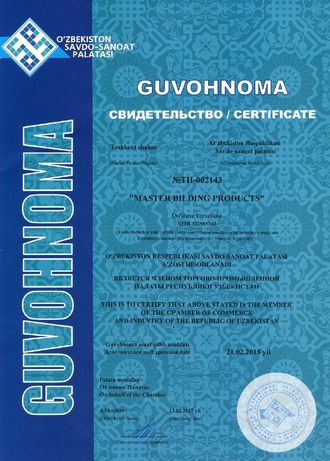 O'ZBEKISTON
SAVDO-SANOAT
PALATASI
GUVOHNOMA
GUVOHNOMA
СВИДЕТЕЛЬСТВО / CERTIFICATE
Toshkent shahar
O'zbekiston Respublikasi
Savdo-sanoat palatasi
№TH-002143
"MASTER BILDING PRODUCTS"
Qo'shma korxonasi
O'ZBEKISTON RESPUBLIKASI SAVDO-SANOAT PALATASI
A'ZOSI HISOBLANADI
ЯВЛЯЕТСЯ ЧЛЕНОМ ТОРГОВО-ПРОМЫШЛЕННОЙ
ПАЛАТЫ РЕСПУБЛИКИ УЗБЕКИСТАН
THIS IS TO CERTIFY THAT ABOVE STATED IS THE MEMBER
OF THE CPAMBER OF COMMERCE
AND INDUSTRY OF THE REPUBLIC OF UZBEKISTAN
Guvohnoma amal qilish muddati
Действителен до/Expiration date
21.02.2018 yil
Palata nomidan
От имени Палаты
On behalf of the Chamber
13.02.2017 yil